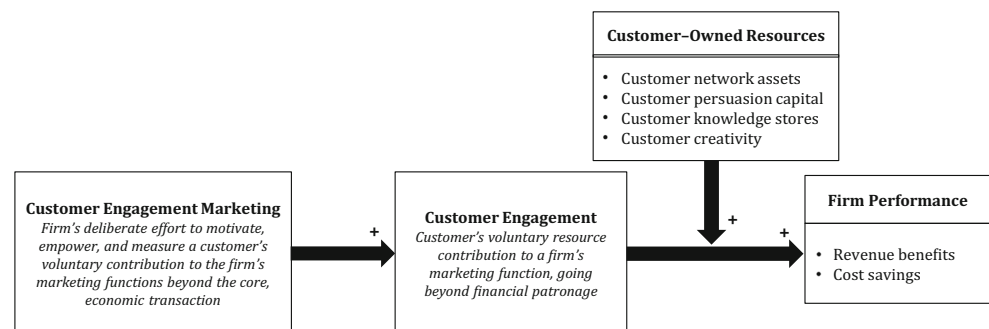 Customer–Owned Resources
• Customer network assets
• Customer persuasion capital
• Customer knowledge stores
• Customer creativity
Customer Engagement Marketing
Firm's deliberate effort to motivate,
empower, and measure a customer's
voluntary contribution to the firm's
marketing functions beyond the core,
economic transaction
+
Customer Engagement
Customer's voluntary resource
contribution to a firm's
marketing function, going
beyond financial patronage
+
+
Firm Performance
• Revenue benefits
• Cost savings